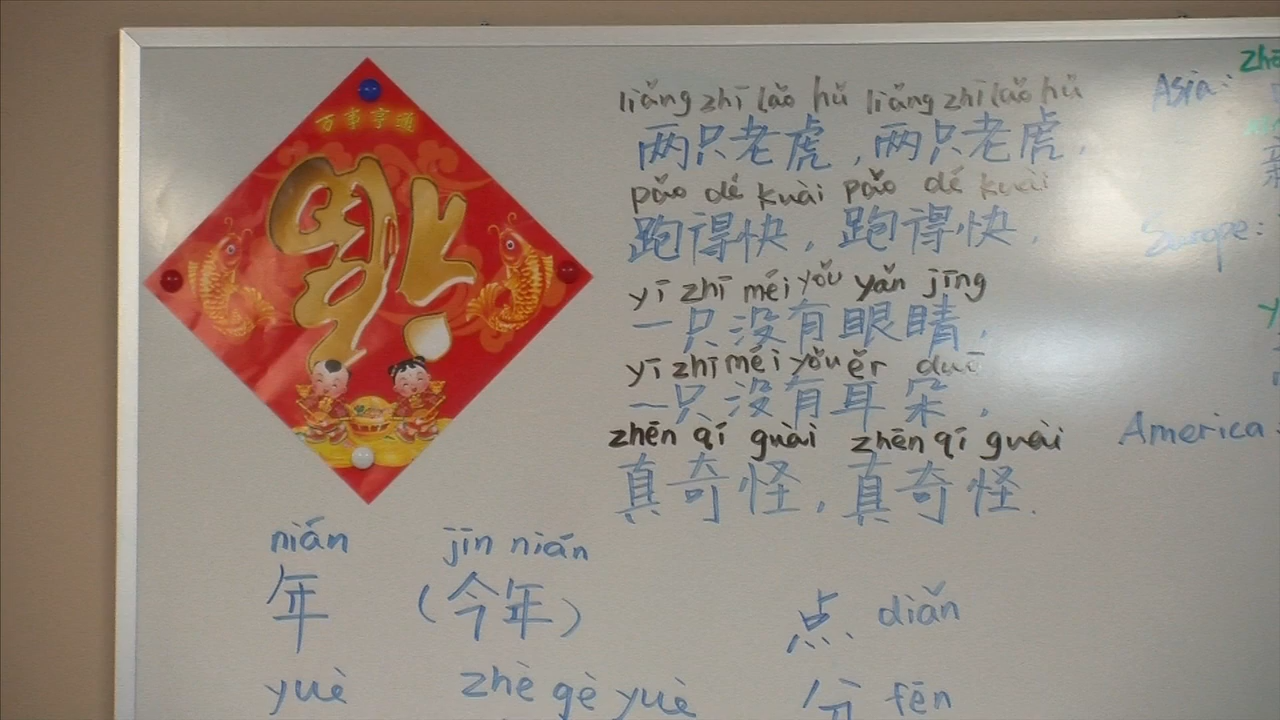 万事亨通
福
liǎng zhī lǎo hǔ liǎng zhī lǎo hǔ
两只老虎,两只老虎,
pǎo dé kuài pǎo dé kuài
跑得快,跑得快,
yī zhī méi yǒu yǎn jīng
一只没有眼睛,
yī zhī méi yǒu ěr duō
一只没有耳朵,
zhēn qí guài zhēn qí guài
真奇怪,真奇怪.
Asia:
Europe:
America:
nián jīn nián
年 (今年)
点 diǎn
yuè zhè gè yuè
分 fēn